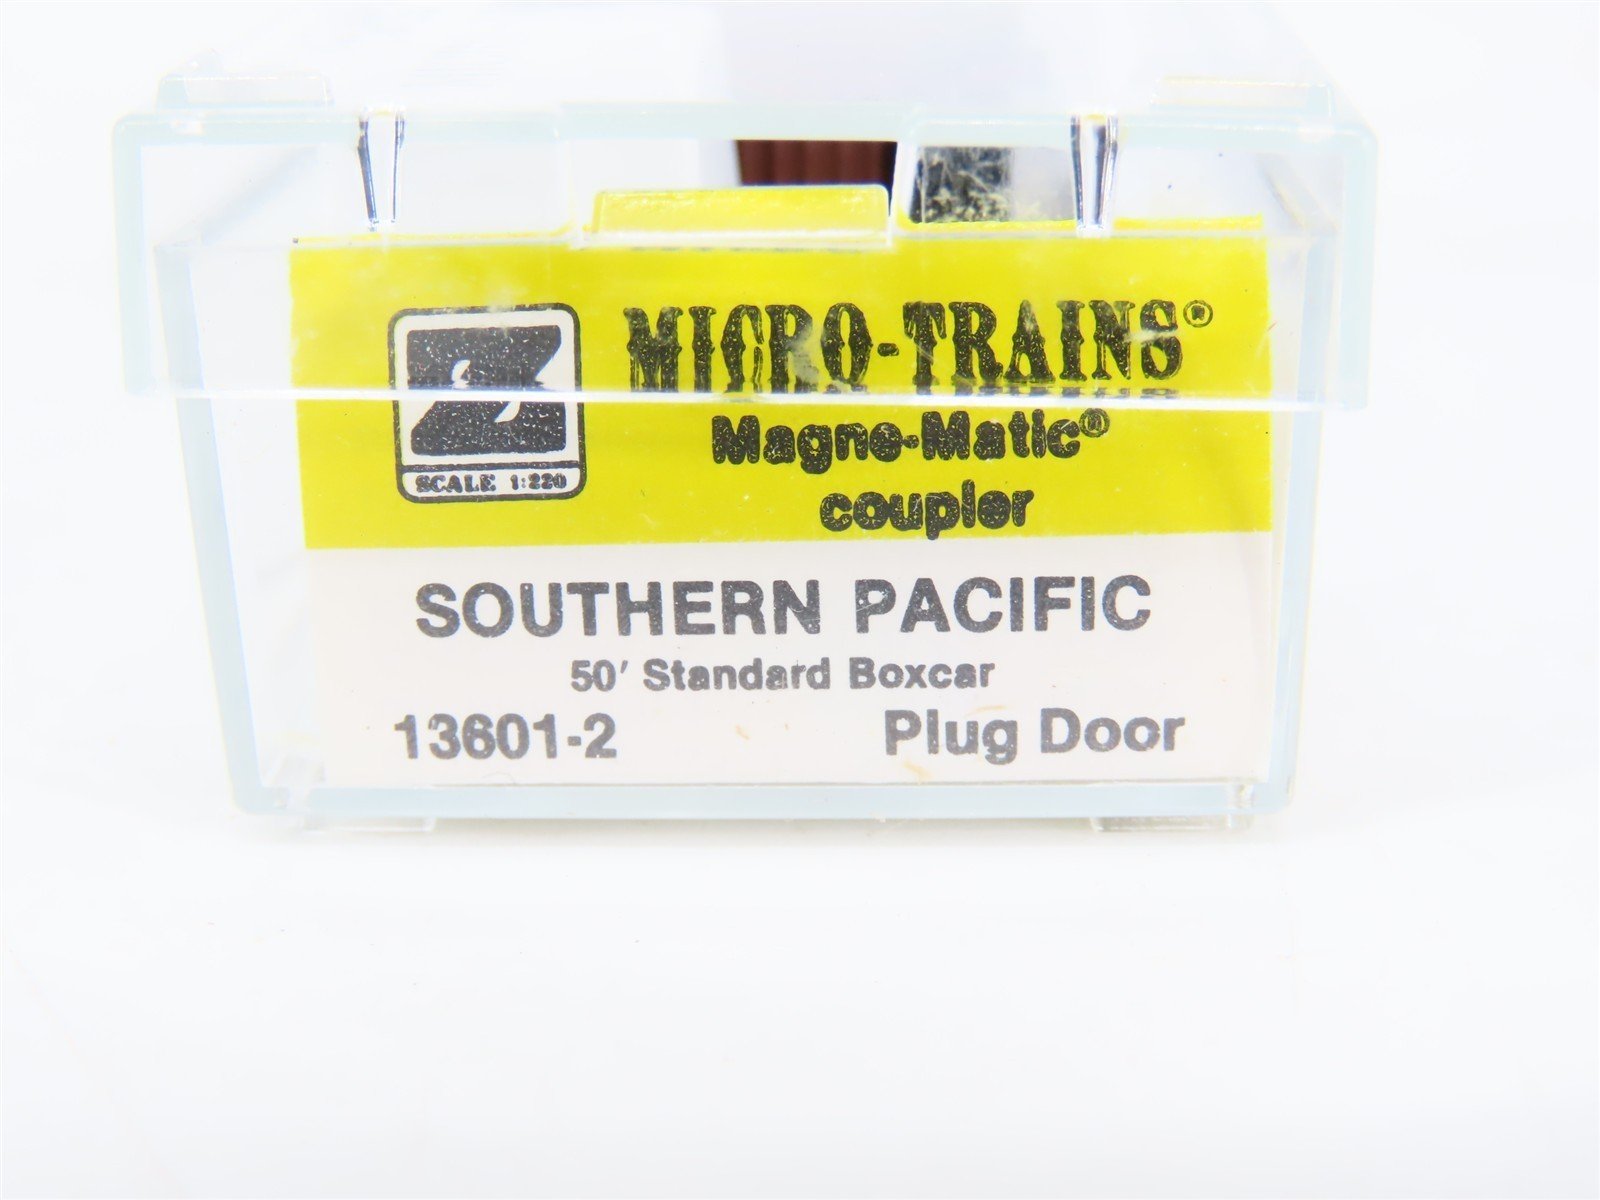 Z
SCALE 1:220
MICRO-TRAINS®
Magne-Matic®
coupler
SOUTHERN PACIFIC
50' Standard Boxcar
13601-2 Plug Door